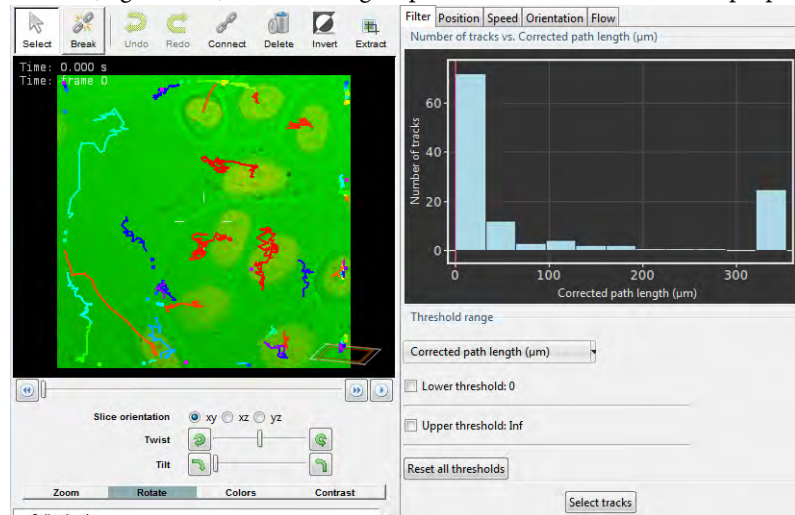 Select Break Undo Redo Connect Delete Invert Extract
Time: 0.000 s
Time: frame 0
Slice orientation xy xz yz
Twist
Tilt
Zoom Rotate Colors Contrast
Filter Position Speed Orientation Flow
Number of tracks vs. Corrected path length (µm)
Number of tracks
60
40
20
0
0 100 200 300
Corrected path length (µm)
Threshold range
Corrected path length (µm)
Lower threshold: 0
Upper threshold: Inf
Reset all thresholds
Select tracks